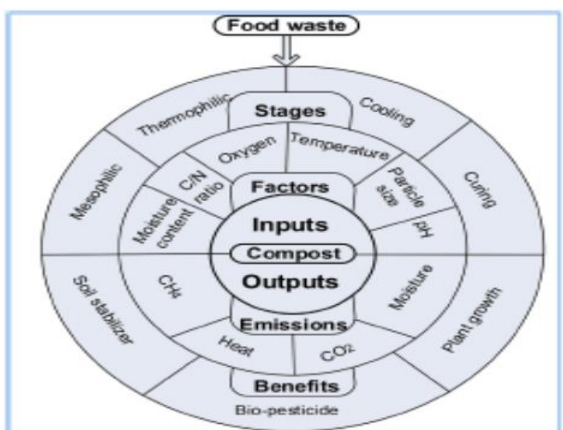 Food waste
Stages
Thermophilic
Cooling
Mesophilic
Curing
Oxygen
Temperature
C/N
ratio
Particle
size
Moisture
content
pH
Factors
Inputs
Compost
Outputs
CH4
Moisture
Emissions
Heat
CO2
Soil stabilizer
Plant growth
Benefits
Bio-pesticide